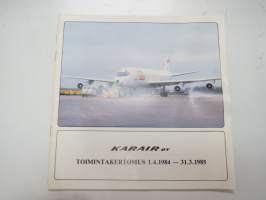 KARAIR OY
TOIMINTAKERTOMUS 1.4.1984 — 31.3.1985